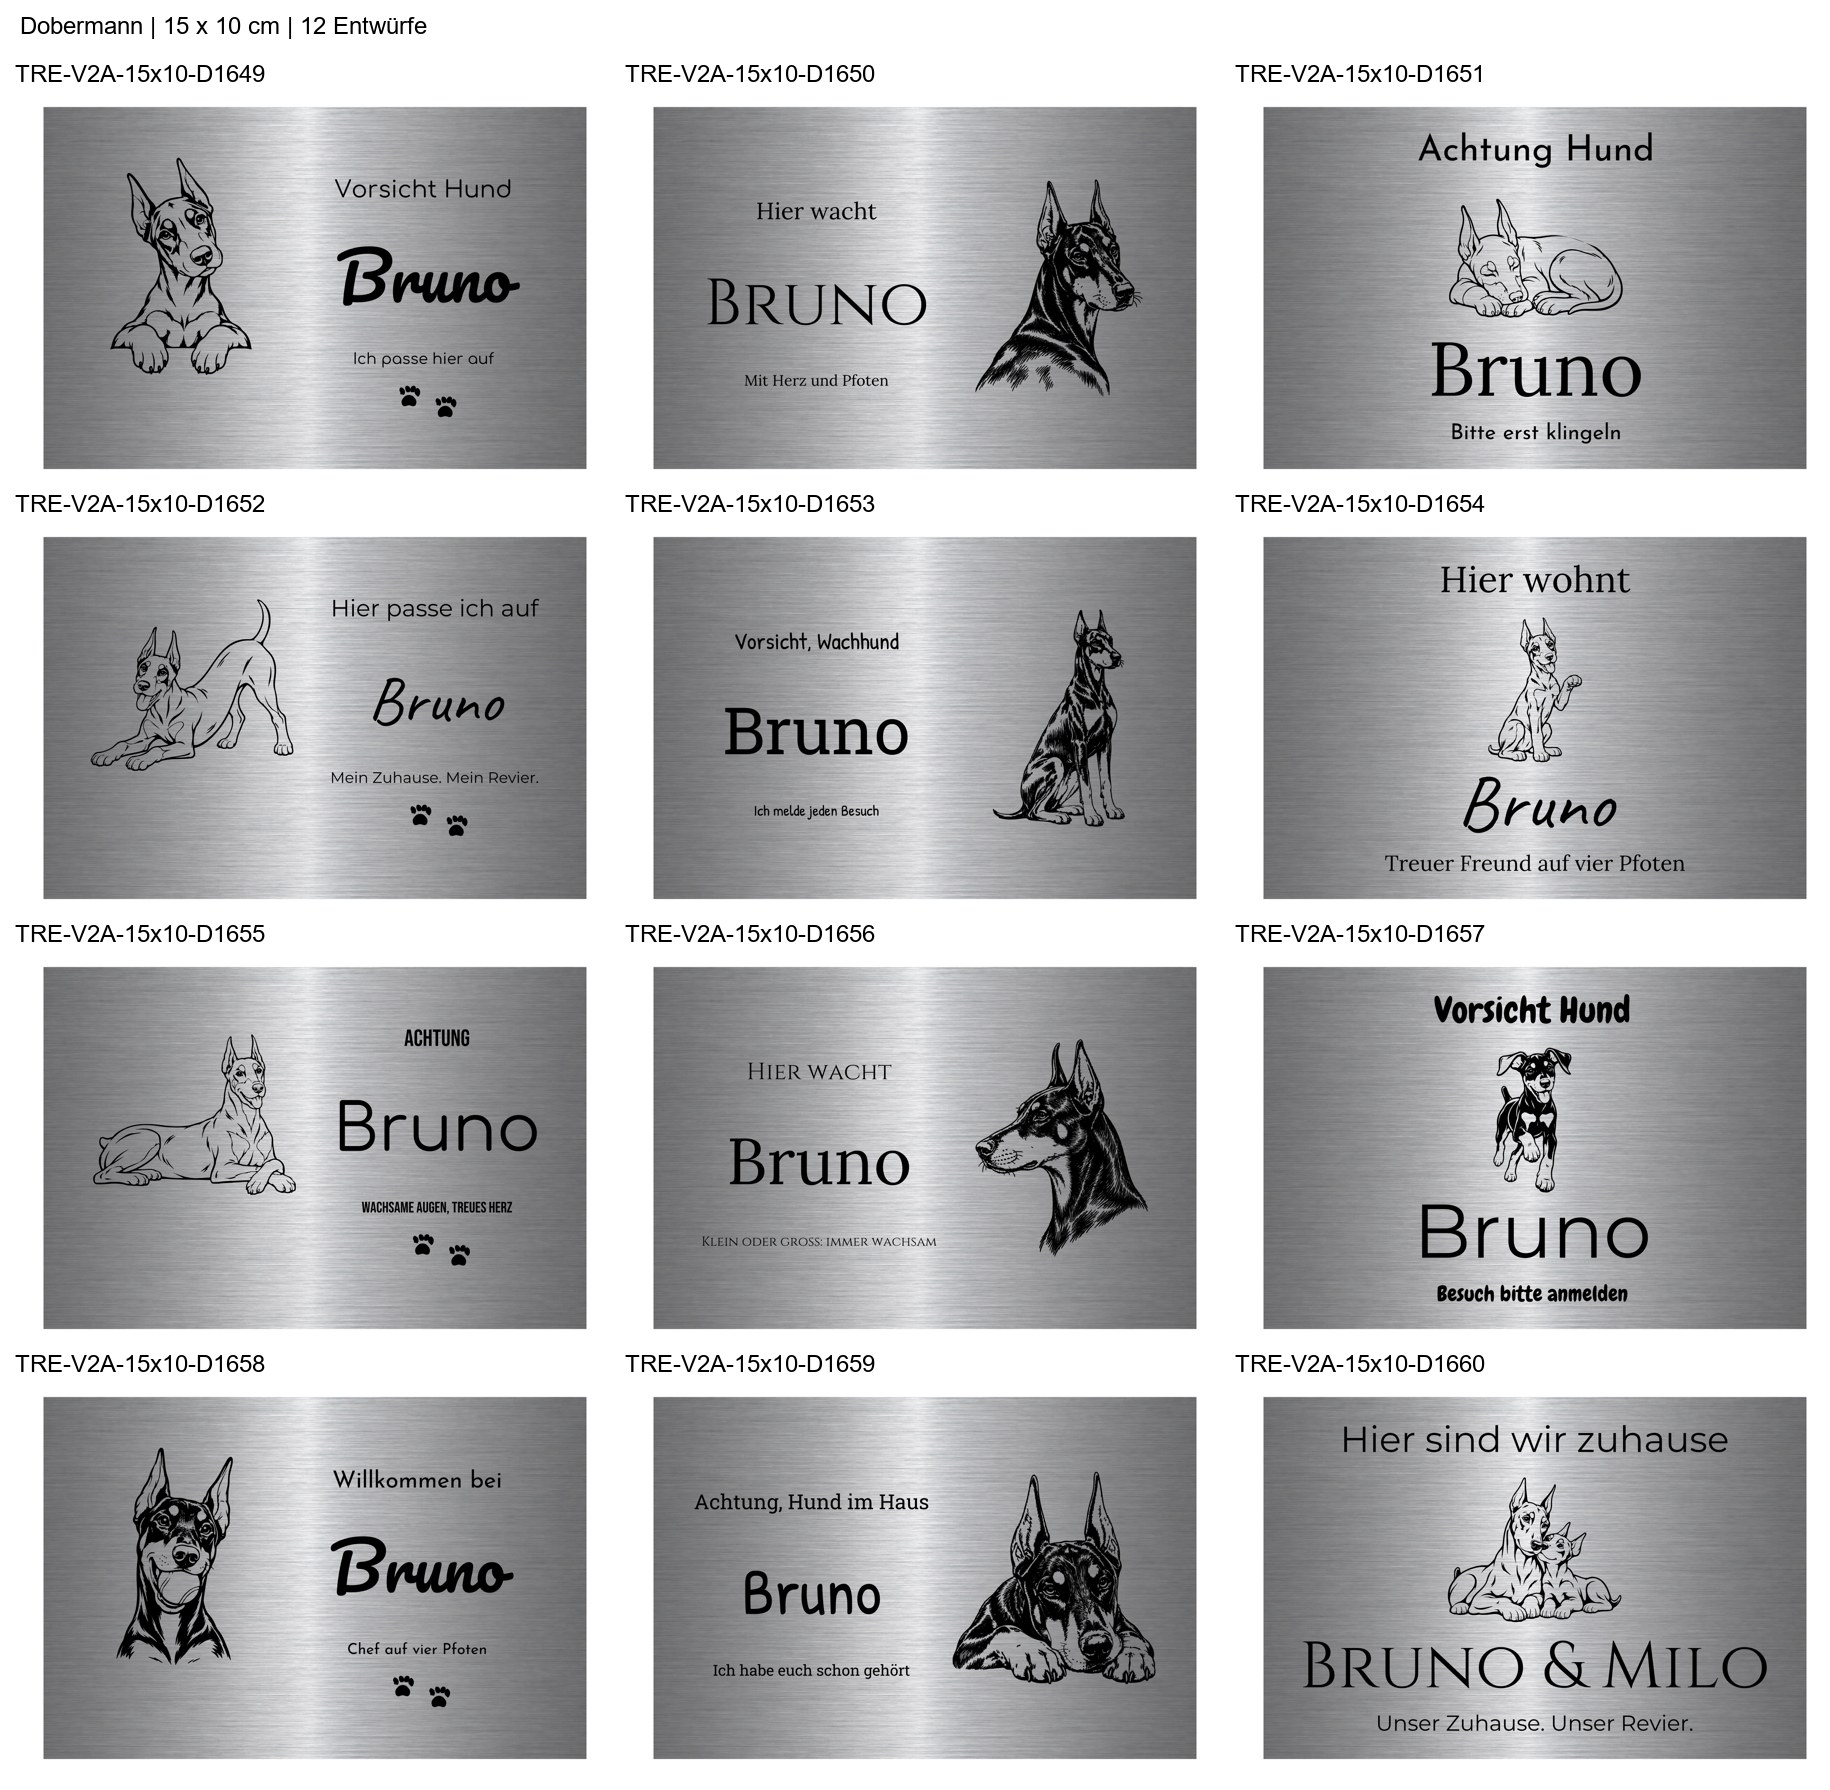 Dobermann | 15 x 10 cm | 12 Entwürfe
TRE-V2A-15x10-D1649
Vorsicht Hund
Bruno
Ich passe hier auf
TRE-V2A-15x10-D1650
Hier wacht
BRUNO
Mit Herz und Pfoten
TRE-V2A-15x10-D1651
Achtung Hund
Bruno
Bitte erst klingeln
TRE-V2A-15x10-D1652
Hier passe ich auf
Bruno
Mein Zuhause. Mein Revier.
TRE-V2A-15x10-D1653
Vorsicht, Wachhund
Bruno
Ich melde jeden Besuch
TRE-V2A-15x10-D1654
Hier wohnt
Bruno
Treuer Freund auf vier Pfoten
TRE-V2A-15x10-D1655
ACHTUNG
Bruno
WACHSAME AUGEN, TREUES HERZ
TRE-V2A-15x10-D1656
HIER WACHT
Bruno
KLEIN ODER GROSS: IMMER WACHSAM
TRE-V2A-15x10-D1657
Vorsicht Hund
Bruno
Besuch bitte anmelden
TRE-V2A-15x10-D1658
Willkommen bei
Bruno
Chef auf vier Pfoten
TRE-V2A-15x10-D1659
Achtung, Hund im Haus
Bruno
Ich habe euch schon gehört
TRE-V2A-15x10-D1660
Hier sind wir zuhause
BRUNO & MILO
Unser Zuhause. Unser Revier.